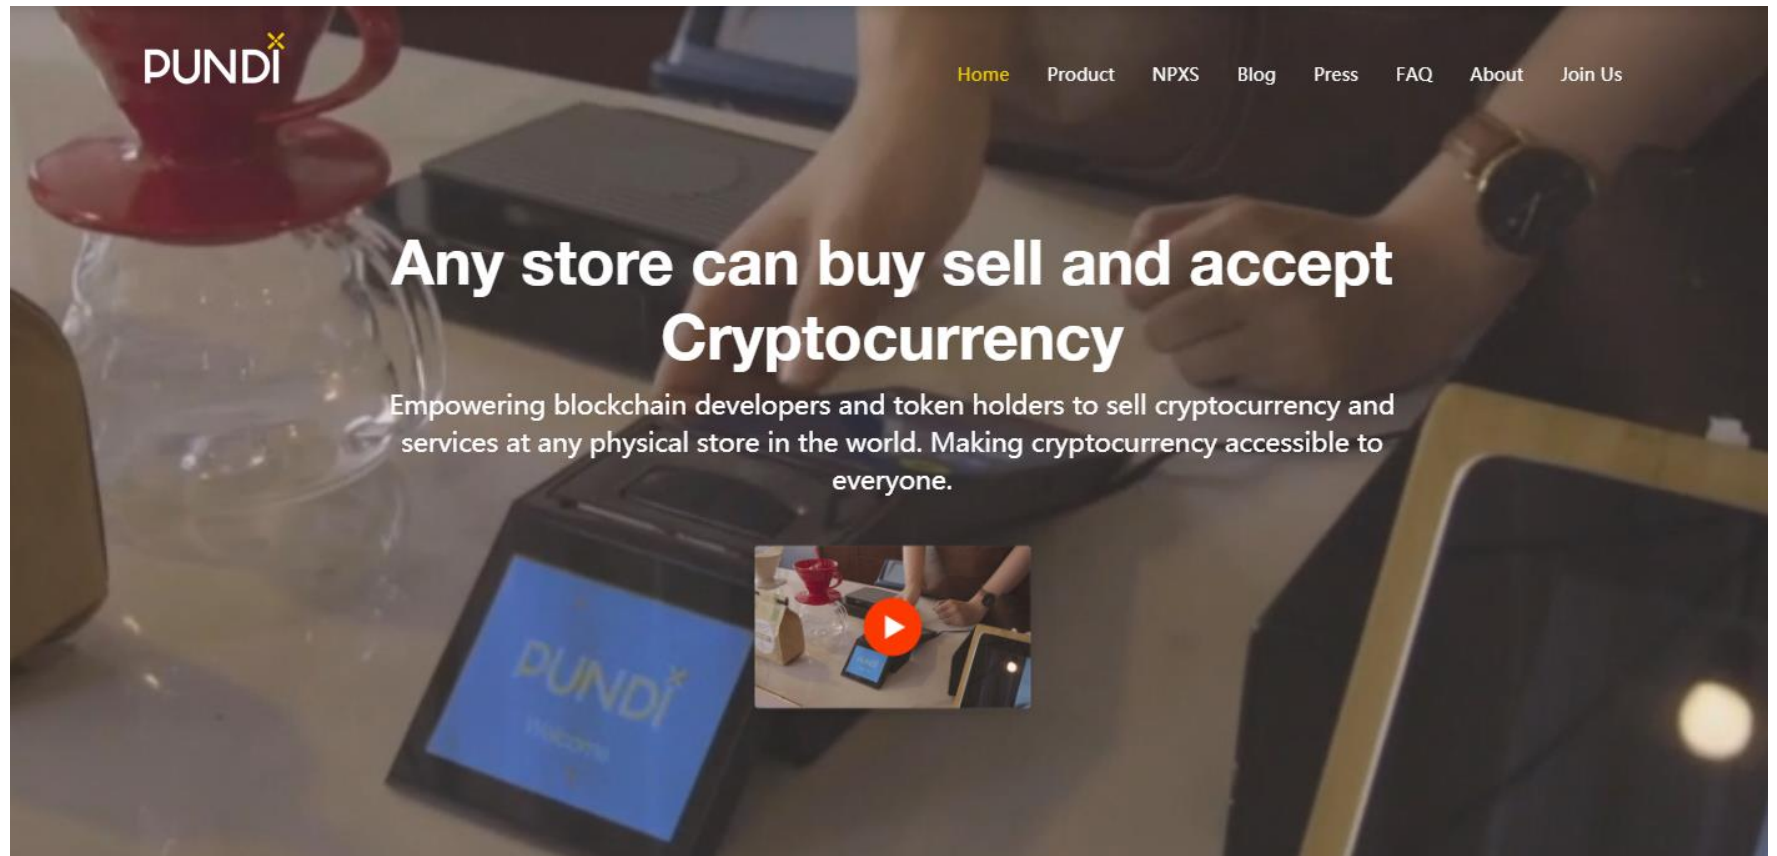 PUNDI
Home Product NPXS Blog Press FAQ About Join Us
Any store can buy sell and accept
Cryptocurrency
Empowering blockchain developers and token holders to sell cryptocurrency and
services at any physical store in the world. Making cryptocurrency accessible to
everyone.
PUNDI
PUNDI
Welcome